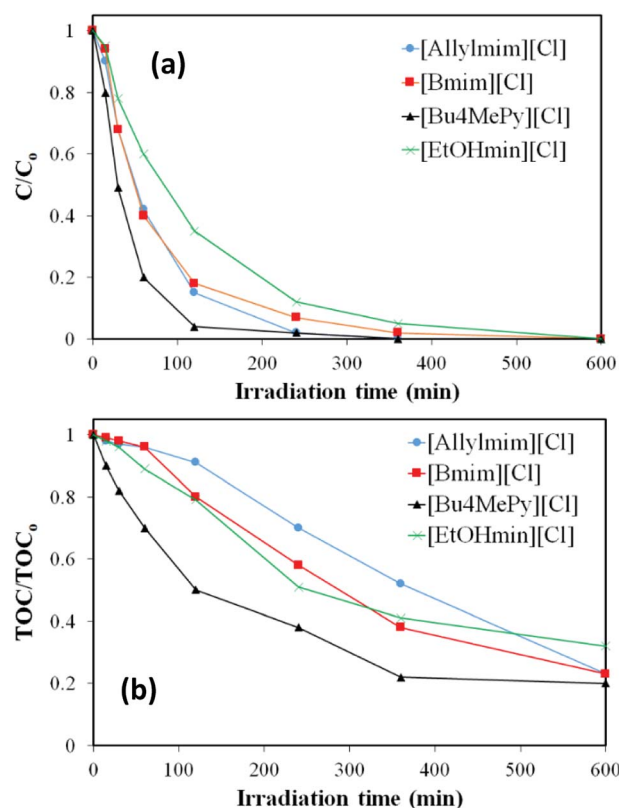 (a)
[Allylmim][Cl]
[Bmim][Cl]
[Bu4MePy][Cl]
[EtOHmin][Cl]
C/Co
1
0.8
0.6
0.4
0.2
0
0 100 200 300 400 500 600
Irradiation time (min)
(b)
[Allylmim][Cl]
[Bmim][Cl]
[Bu4MePy][Cl]
[EtOHmin][Cl]
TOC/TOCo
1
0.8
0.6
0.4
0.2
0
0 100 200 300 400 500 600
Irradiation time (min)